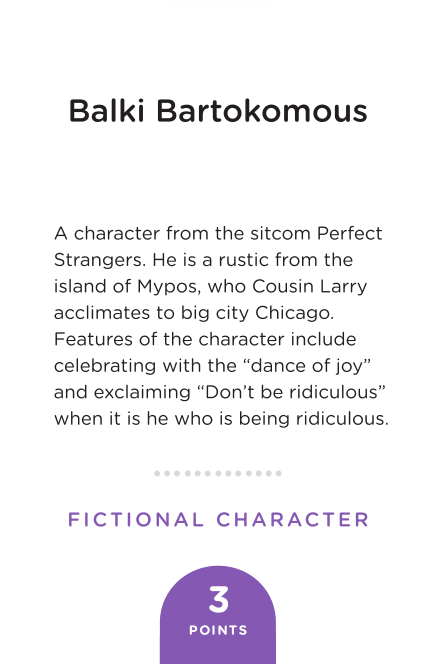 Balki Bartokomous
A character from the sitcom Perfect
Strangers. He is a rustic from the
island of Mypos, who Cousin Larry
acclimates to big city Chicago.
Features of the character include
celebrating with the “dance of joy”
and exclaiming “Don’t be ridiculous”
when it is he who is being ridiculous.
FICTIONAL CHARACTER
3
POINTS